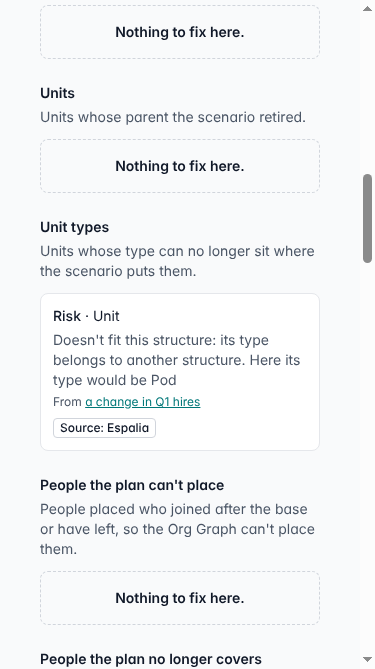 Nothing to fix here.
Units
Units whose parent the scenario retired.
Nothing to fix here.
Unit types
Units whose type can no longer sit where
the scenario puts them.
Risk · Unit
Doesn't fit this structure: its type
belongs to another structure. Here its
type would be Pod
From a change in Q1 hires
Source: Espalia
People the plan can't place
People placed who joined after the base
or have left, so the Org Graph can't place
them.
Nothing to fix here.
People the plan no longer covers